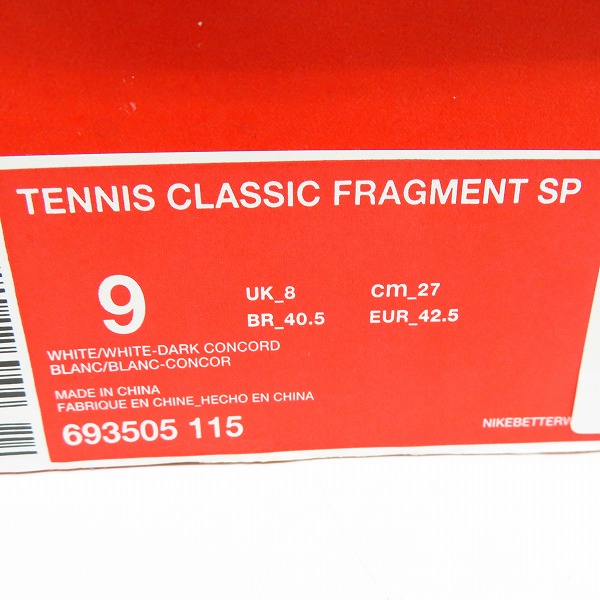 TENNIS CLASSIC FRAGMENT SP
9
UK_8 cm_27
BR_40.5 EUR_42.5
WHITE/WHITE-DARK CONCORD
BLANC/BLANC-CONCOR
MADE IN CHINA
FABRIQUE EN CHINE_HECHO EN CHINA
693505 115